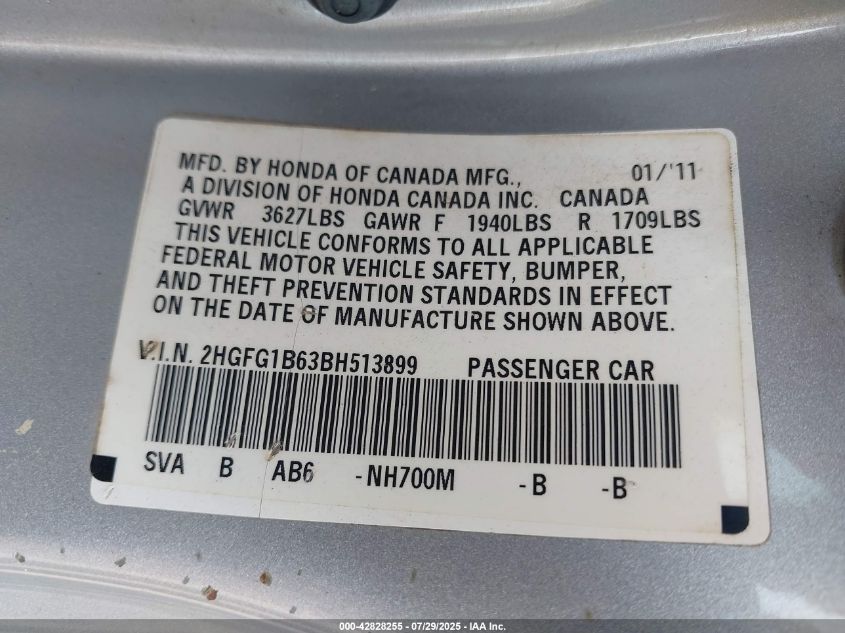 MFD. BY HONDA OF CANADA MFG., 01/'11
A DIVISION OF HONDA CANADA INC. CANADA
GVWR 3627LBS GAWR F 1940LBS R 1709LBS
THIS VEHICLE CONFORMS TO ALL APPLICABLE
FEDERAL MOTOR VEHICLE SAFETY, BUMPER,
AND THEFT PREVENTION STANDARDS IN EFFECT
ON THE DATE OF MANUFACTURE SHOWN ABOVE.
V.I.N. 2HGFG1B63BH513899 PASSENGER CAR
SVA B AB6 -NH700M -B -B
000-42828255 - 07/29/2025 - IAA Inc.